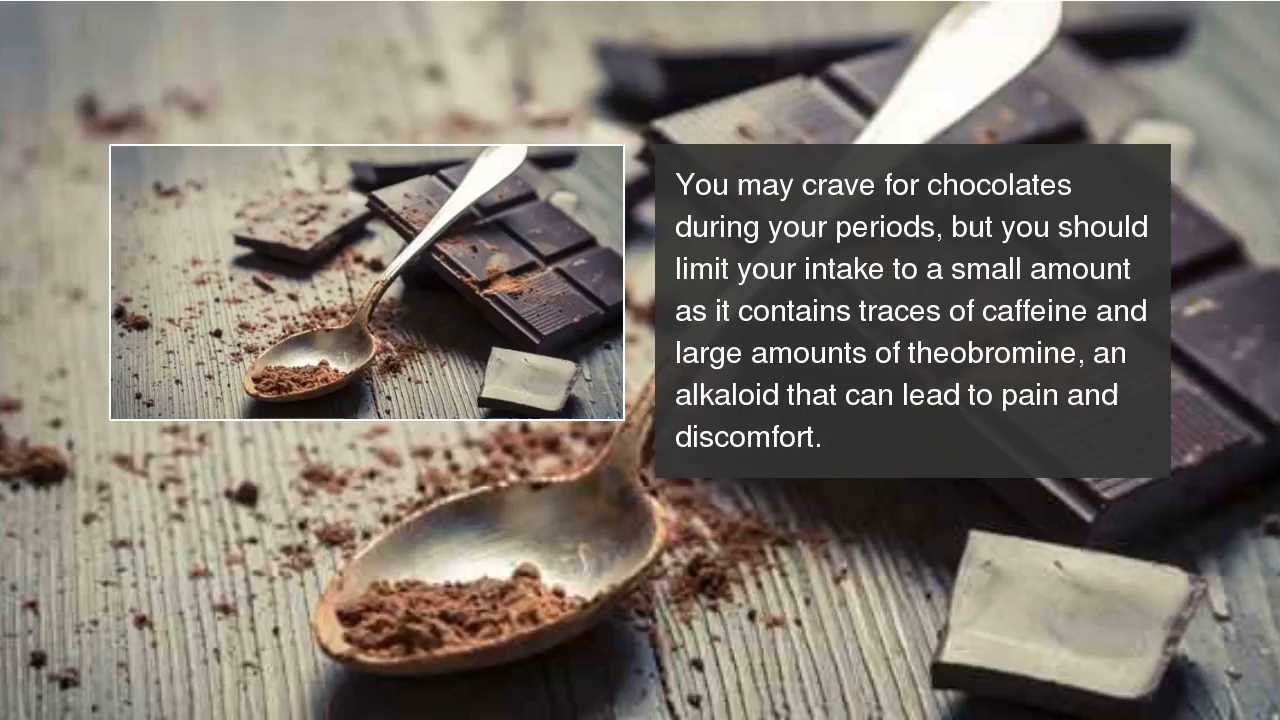 You may crave for chocolates
during your periods, but you should
limit your intake to a small amount
as it contains traces of caffeine and
large amounts of theobromine, an
alkaloid that can lead to pain and
discomfort.